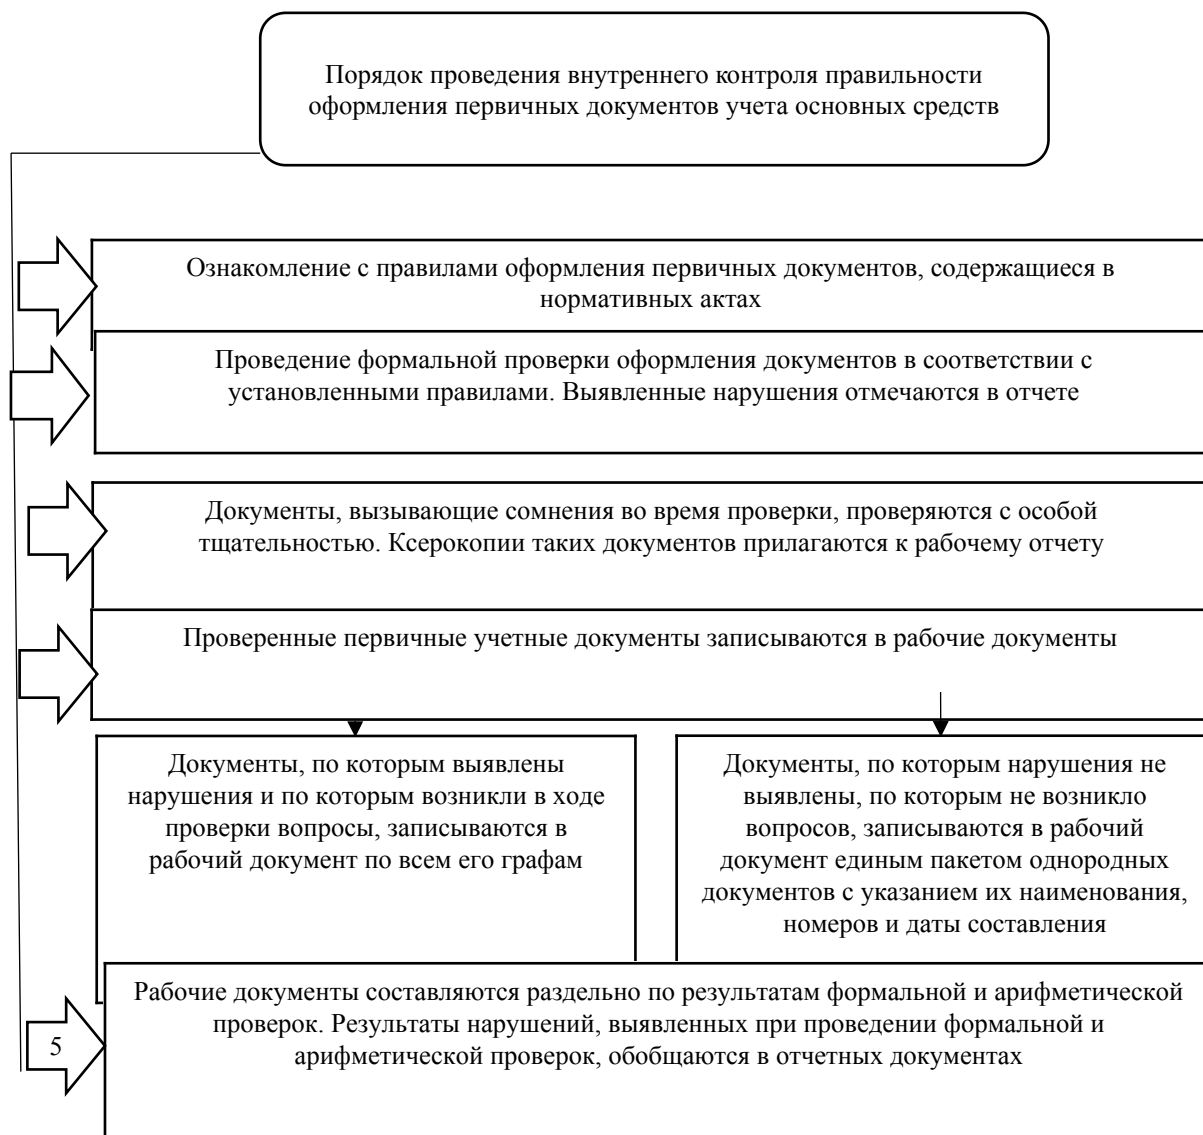 Порядок проведения внутреннего контроля правильности
оформления первичных документов учета основных средств
Ознакомление с правилами оформления первичных документов, содержащиеся в
нормативных актах
Проведение формальной проверки оформления документов в соответствии с
установленными правилами. Выявленные нарушения отмечаются в отчете
Документы, вызывающие сомнения во время проверки, проверяются с особой
тщательностью. Ксерокопии таких документов прилагаются к рабочему отчету
Проверенные первичные учетные документы записываются в рабочие документы
Документы, по которым выявлены
нарушения и по которым возникли в ходе
проверки вопросы, записываются в
рабочий документ по всем его графам
Документы, по которым нарушения не
выявлены, по которым не возникло
вопросов, записываются в рабочий
документ единым пакетом однородных
документов с указанием их наименования,
номеров и даты составления
5
Рабочие документы составляются раздельно по результатам формальной и арифметической
проверок. Результаты нарушений, выявленных при проведении формальной и
арифметической проверок, обобщаются в отчетных документах